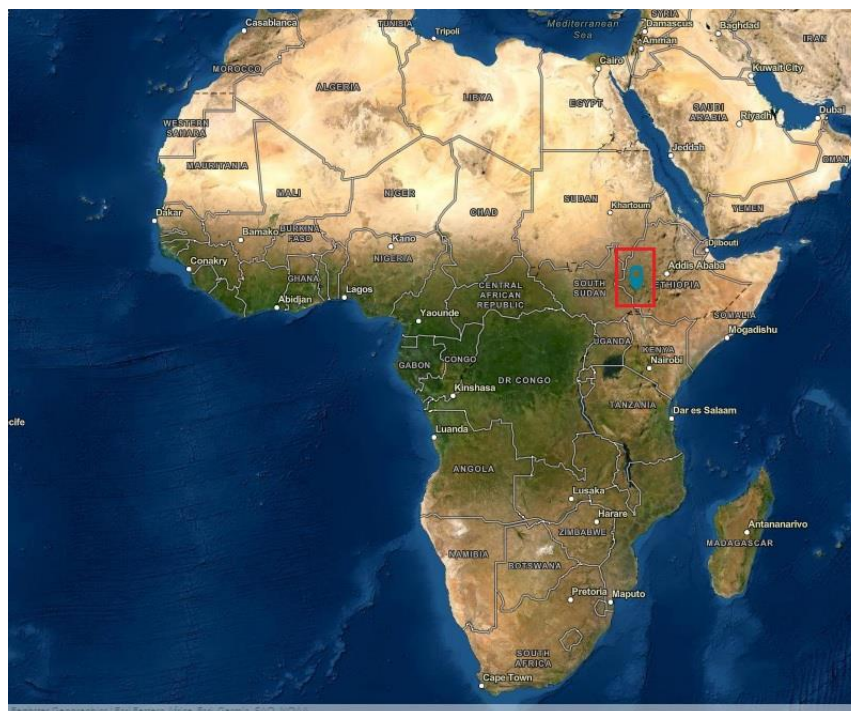 Casablanca
TUNISIA
Tripoli
Mediterranean
Sea
SYRIA
Damascus
Baghdad
IRAN
Amman
MOROCCO
Cairo
Kuwait City
ALGERIA
LIBYA
EGYPT
SAUDI
ARABIA
Riyadh
Dubai
WESTERN
SAHARA
Jeddah
OMAN
MAURITANIA
MALI
NIGER
CHAD
SUDAN
Khartoum
YEMEN
Dakar
Bamako
BURKINA
FASO
Kano
NIGERIA
Djibouti
Conakry
GHANA
Addis Ababa
ETHIOPIA
SOUTH
SUDAN
CENTRAL
AFRICAN
REPUBLIC
Abidjan
Lagos
Yaounde
SOMALIA
Mogadishu
UGANDA
KENYA
Nairobi
GABON
CONGO
DR CONGO
Kinshasa
TANZANIA
Dar es Salaam
cife
Luanda
ANGOLA
Lusaka
Harare
ZIMBABWE
Antananarivo
MADAGASCAR
NAMIBIA
BOTSWANA
Pretoria
Maputo
SOUTH
AFRICA
Cape Town